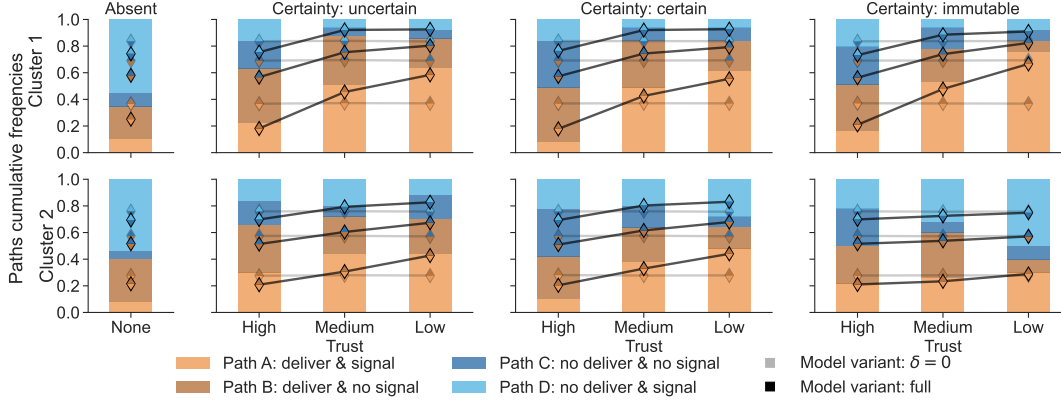 Absent
Certainty: uncertain
Certainty: certain
Certainty: immutable
Paths cumulative freqencies
Cluster 1
Cluster 2
1.0
0.8
0.6
0.4
0.2
0.0
1.0
0.8
0.6
0.4
0.2
0.0
None
High Medium Low
High Medium Low
High Medium Low
Trust
Trust
Trust
Path A: deliver & signal
Path B: deliver & no signal
Path C: no deliver & no signal
Path D: no deliver & signal
Model variant: δ = 0
Model variant: full